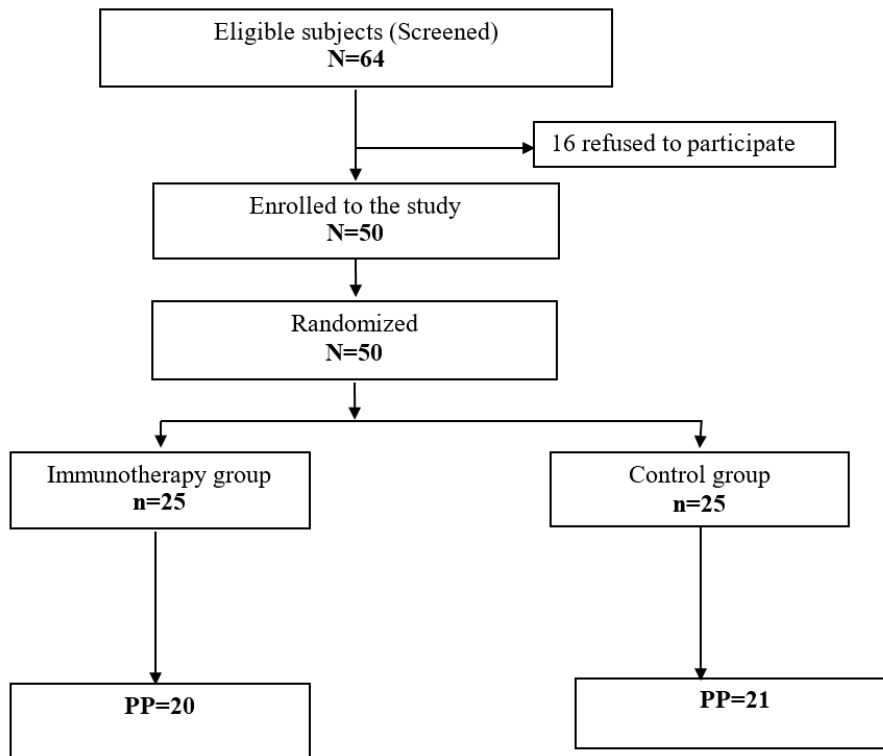 Eligible subjects (Screened)
N=64
16 refused to participate
Enrolled to the study
N=50
Randomized
N=50
Immunotherapy group
n=25
Control group
n=25
PP=20
PP=21